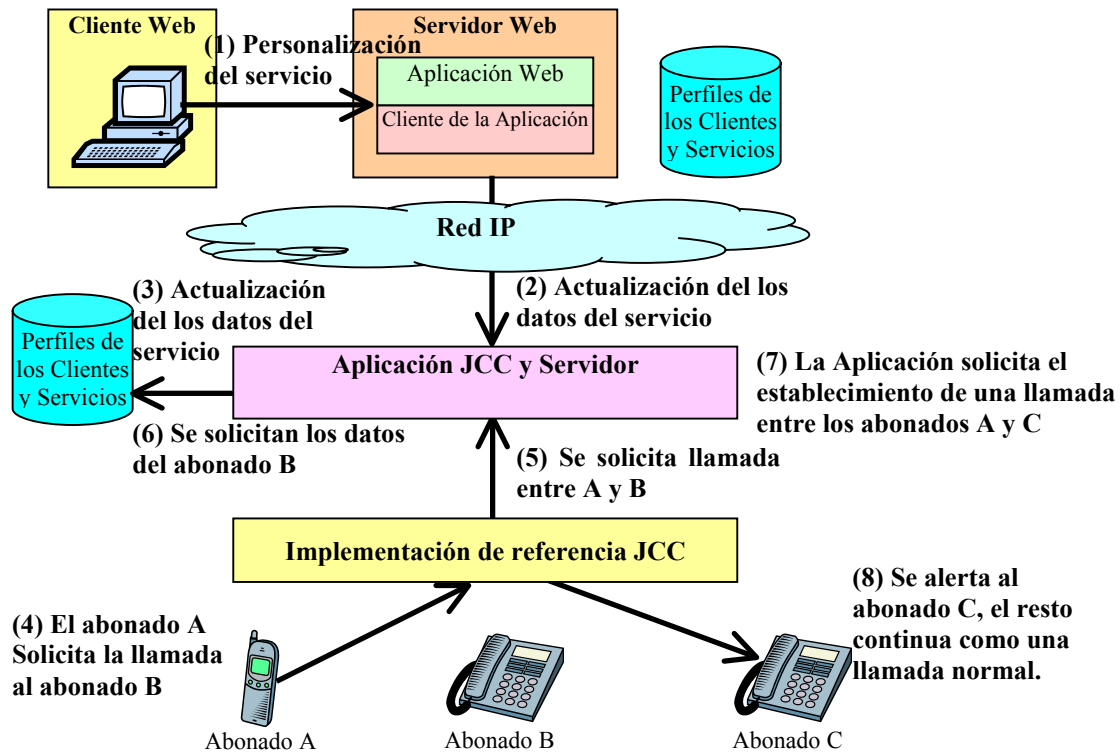 Cliente Web
Servidor Web
(1) Personalización
del servicio
Aplicación Web
Cliente de la Aplicación
Perfiles de
los Clientes
y Servicios
Red IP
(3) Actualización
del los datos del
servicio
(2) Actualización del los
datos del servicio
Perfiles de
los Clientes
y Servicios
Aplicación JCC y Servidor
(7) La Aplicación solicita el
establecimiento de una llamada
entre los abonados A y C
(6) Se solicitan los datos
del abonado B
(5) Se solicita llamada
entre A y B
Implementación de referencia JCC
(8) Se alerta al
abonado C, el resto
continua como una
llamada normal.
(4) El abonado A
Solicita la llamada
al abonado B
Abonado A
Abonado B
Abonado C